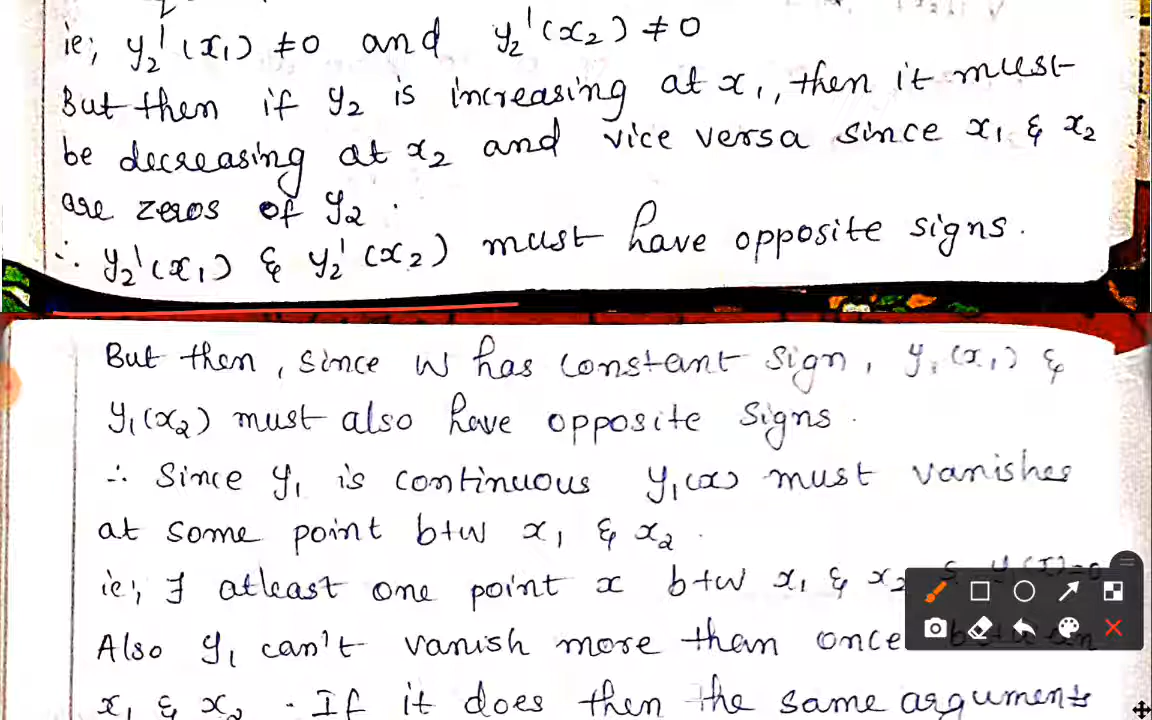 ie; y₂'(x₁) ≠ 0 and y₂'(x₂) ≠ 0
But then if y₂ is increasing at x₁, then it must
be decreasing at x₂ and vice versa since x₁ & x₂
are zeros of y₂.
∴ y₂'(x₁) & y₂'(x₂) must have opposite signs.
But then, since W has constant sign, y₁(x₁) &
y₁(x₂) must also have opposite signs.
∴ Since y₁ is continuous y₁(x) must vanishes
at some point btw x₁ & x₂.
ie; ∃ atleast one point x btw x₁ & x₂
Also y₁ can't vanish more than once
x₁ & x₂. If it does then the same arguments